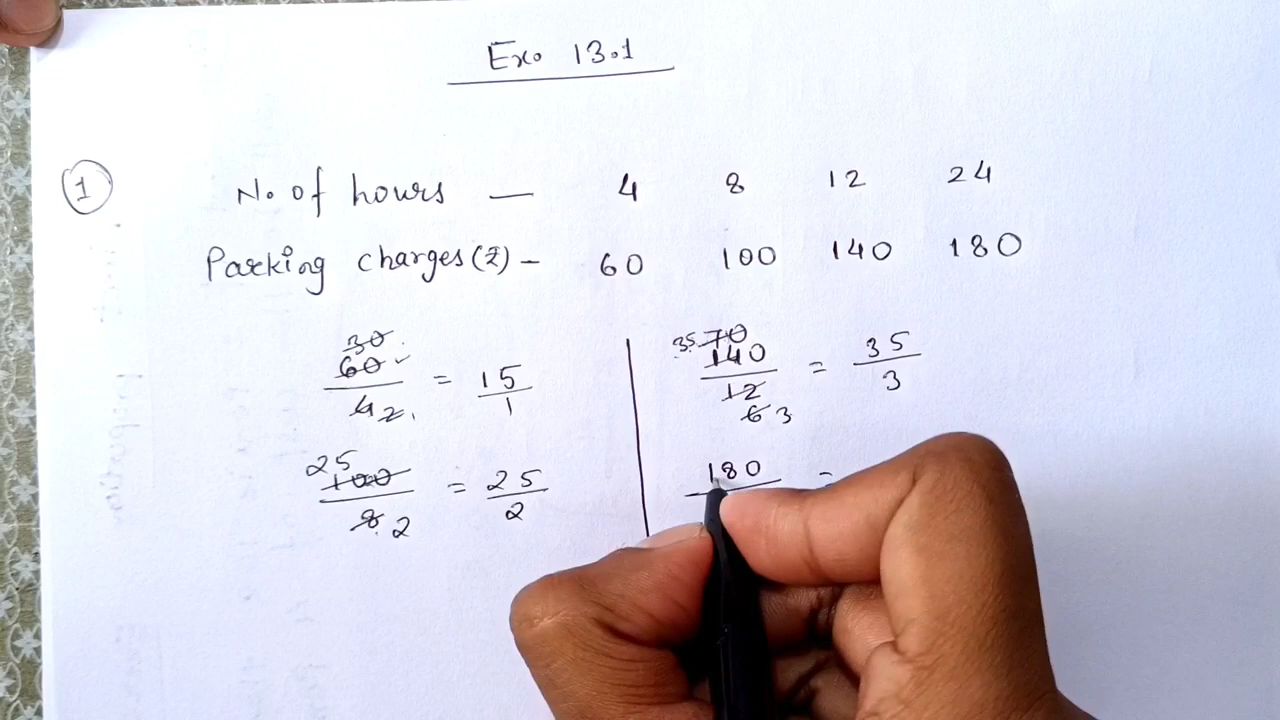 Ex. 13.1
1 No. of hours — 4 8 12 24
Parking charges (₹) - 60 100 140 180
30
60 / 4 2 = 15 / 1
25
100 / 8 2 = 25 / 2
35 70
140 / 12 6 3 = 35 / 3
180 =